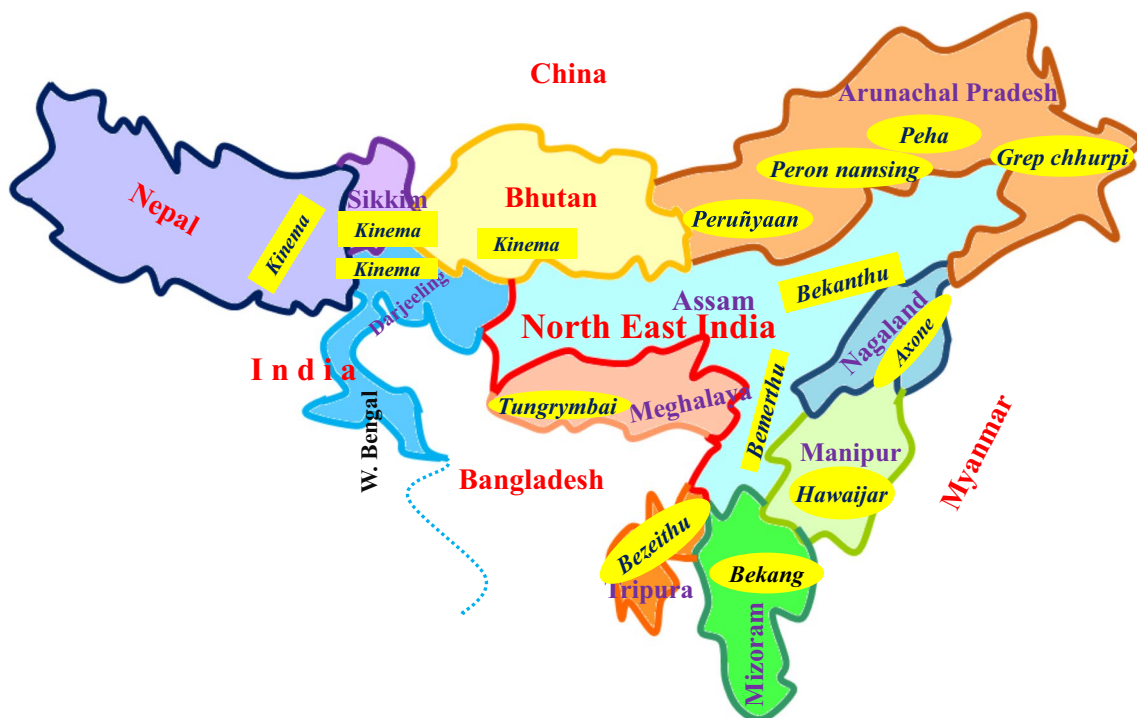 China
Arunachal Pradesh
Peha
Peron namsing
Grep chhurpi
Nepal
Sikkim
Bhutan
Kinema
Kinema
Kinema
Peruñyaan
Kinema
Darjeeling
Assam
Bekanthu
North East India
Nagaland
Axone
India
Tungrymbai
Meghalaya
Bemerthu
W. Bengal
Bangladesh
Manipur
Hawaijar
Myanmar
Bezeithu
Tripura
Bekang
Mizoram